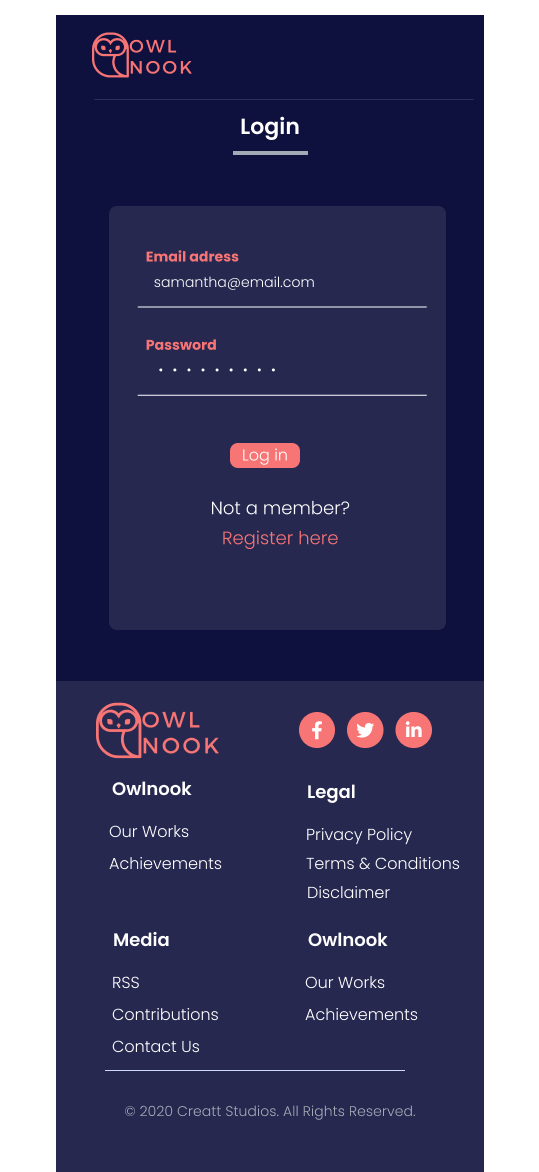 OWL
NOOK
Login
Email adress
samantha@email.com
Password
Log in
Not a member?
Register here
OWL
NOOK
Owlnook
Our Works
Achievements
Legal
Privacy Policy
Terms & Conditions
Disclaimer
Media
RSS
Contributions
Contact Us
Owlnook
Our Works
Achievements
© 2020 Creatt Studios. All Rights Reserved.